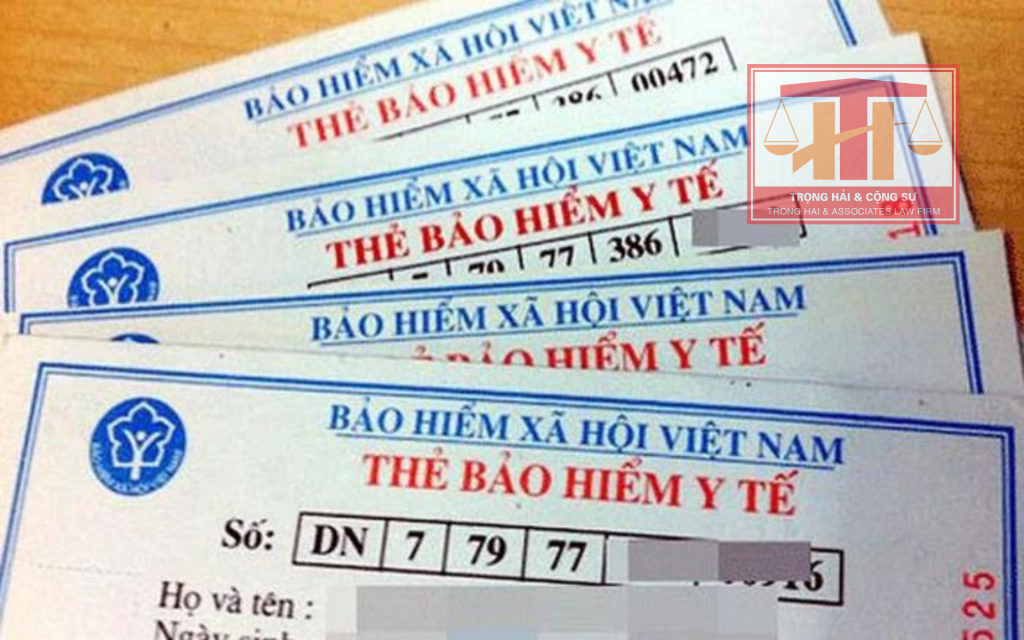 BẢO HIỂM XÃ HỘI VIỆT NAM
THẺ BẢO HIỂM Y TẾ
00472
TRỌNG HẢI & CỘNG SỰ
TRONG HAI & ASSOCIATES LAW FIRM
BẢO HIỂM XÃ HỘI VIỆT NAM
THẺ BẢO HIỂM Y TẾ
77 386
BẢO HIỂM XÃ HỘI VIỆT NAM
BẢO HIỂM Y TẾ
BẢO HIỂM XÃ HỘI VIỆT NAM
THẺ BẢO HIỂM Y TẾ
Số: DN 7 79 77
Họ và tên :
525